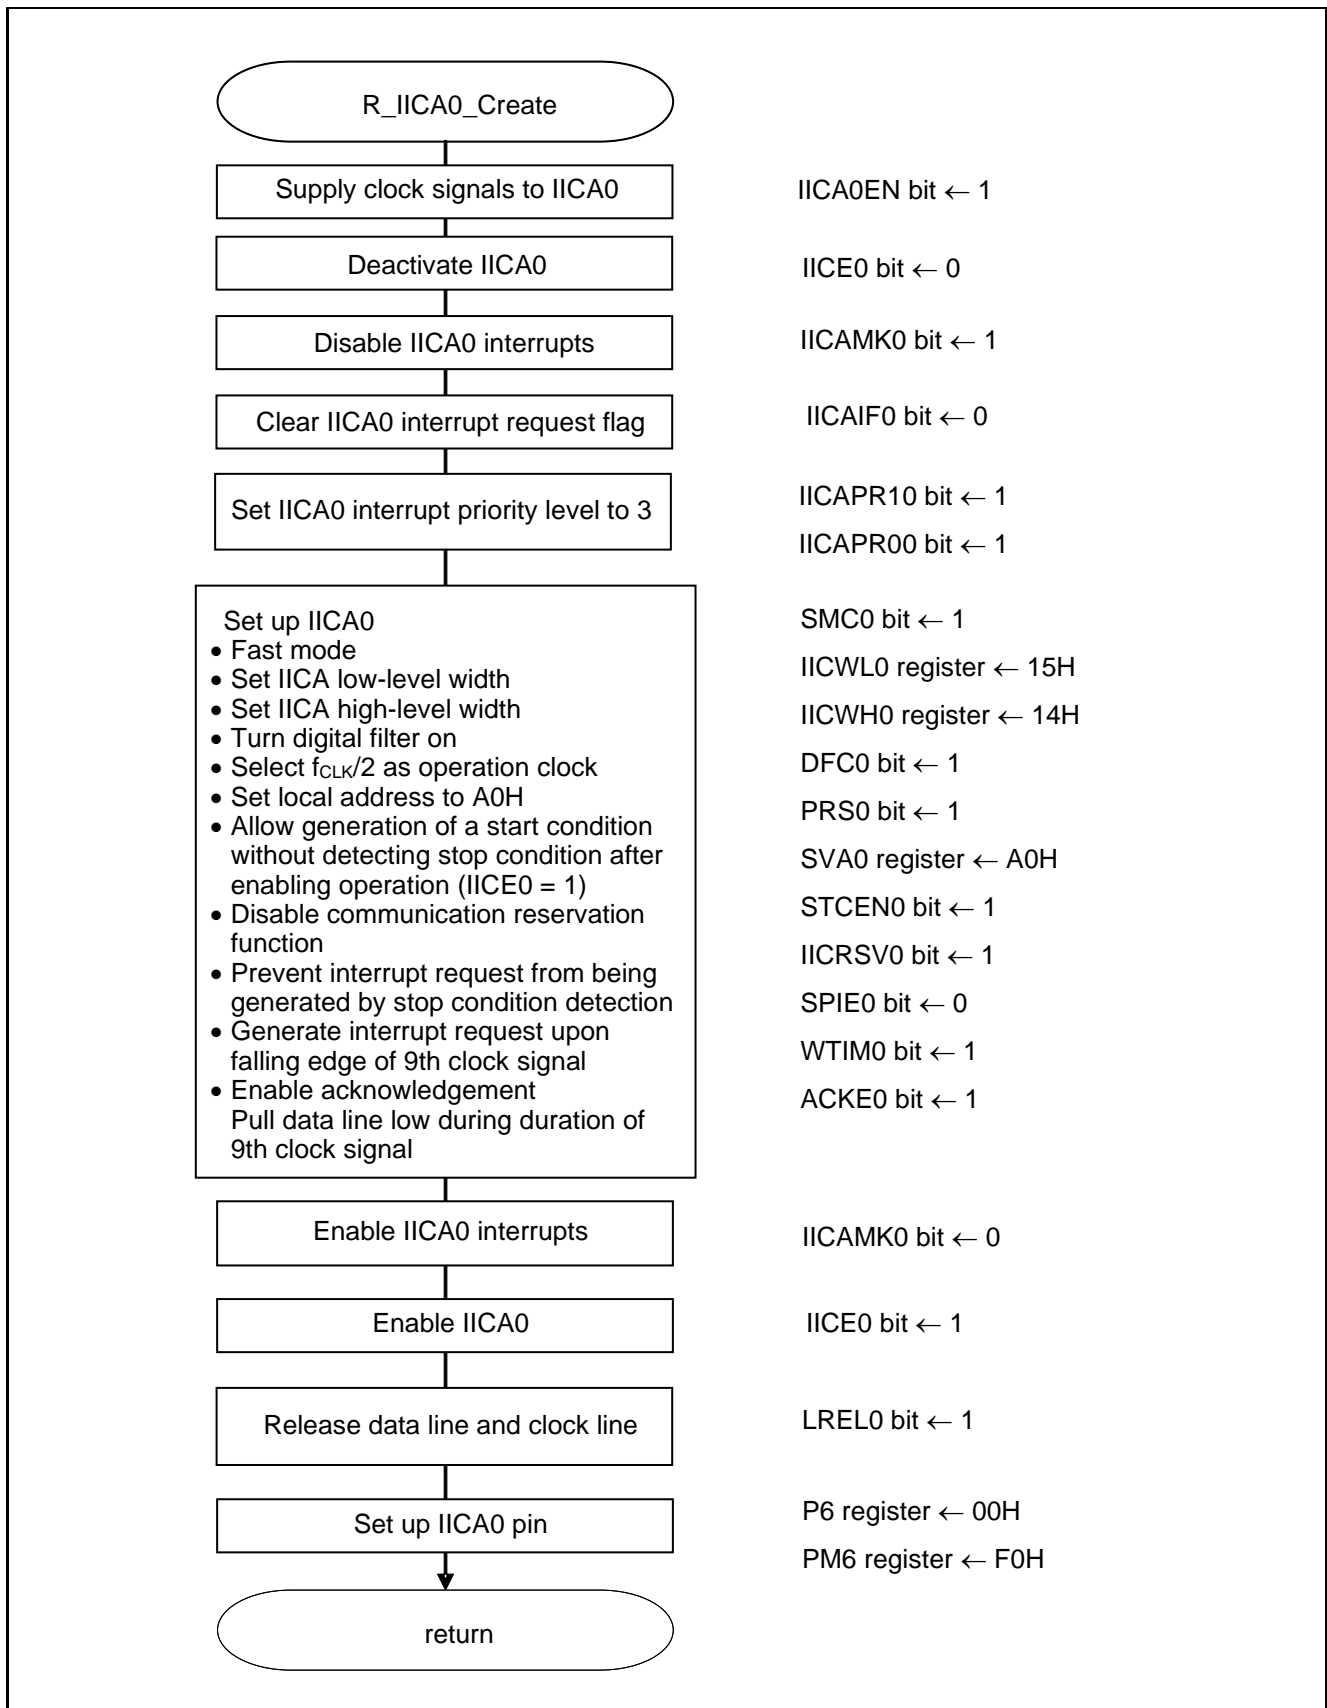 R_IICA0_Create
Supply clock signals to IICA0
IICA0EN bit ← 1
Deactivate IICA0
IICE0 bit ← 0
Disable IICA0 interrupts
IICAMK0 bit ← 1
Clear IICA0 interrupt request flag
IICAIF0 bit ← 0
Set IICA0 interrupt priority level to 3
IICAPR10 bit ← 1
IICAPR00 bit ← 1
Set up IICA0
• Fast mode
• Set IICA low-level width
• Set IICA high-level width
• Turn digital filter on
• Select fCLK/2 as operation clock
• Set local address to A0H
• Allow generation of a start condition
without detecting stop condition after
enabling operation (IICE0 = 1)
• Disable communication reservation
function
• Prevent interrupt request from being
generated by stop condition detection
• Generate interrupt request upon
falling edge of 9th clock signal
• Enable acknowledgement
Pull data line low during duration of
9th clock signal
SMC0 bit ← 1
IICWL0 register ← 15H
IICWH0 register ← 14H
DFC0 bit ← 1
PRS0 bit ← 1
SVA0 register ← A0H
STCEN0 bit ← 1
IICRSV0 bit ← 1
SPIE0 bit ← 0
WTIM0 bit ← 1
ACKE0 bit ← 1
Enable IICA0 interrupts
IICAMK0 bit ← 0
Enable IICA0
IICE0 bit ← 1
Release data line and clock line
LREL0 bit ← 1
Set up IICA0 pin
P6 register ← 00H
PM6 register ← F0H
return